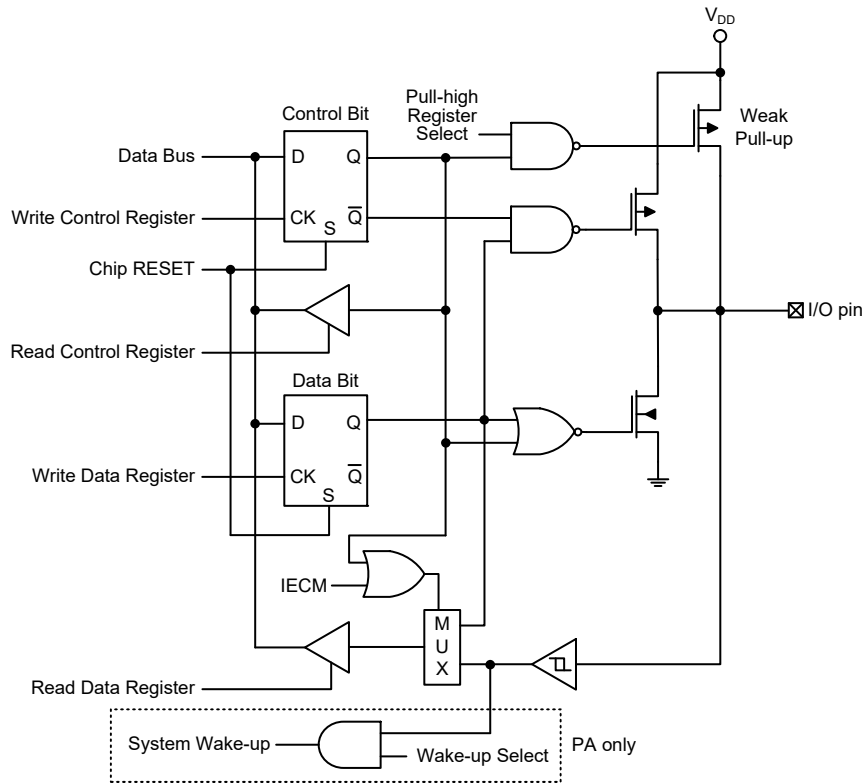 V_DD
Control Bit
Pull-high
Register
Select
Weak
Pull-up
Data Bus
D
Q
Write Control Register
CK
Q̅
S
Chip RESET
I/O pin
Read Control Register
Data Bit
D
Q
Write Data Register
CK
Q̅
S
IECM
M
U
X
Read Data Register
System Wake-up
Wake-up Select
PA only